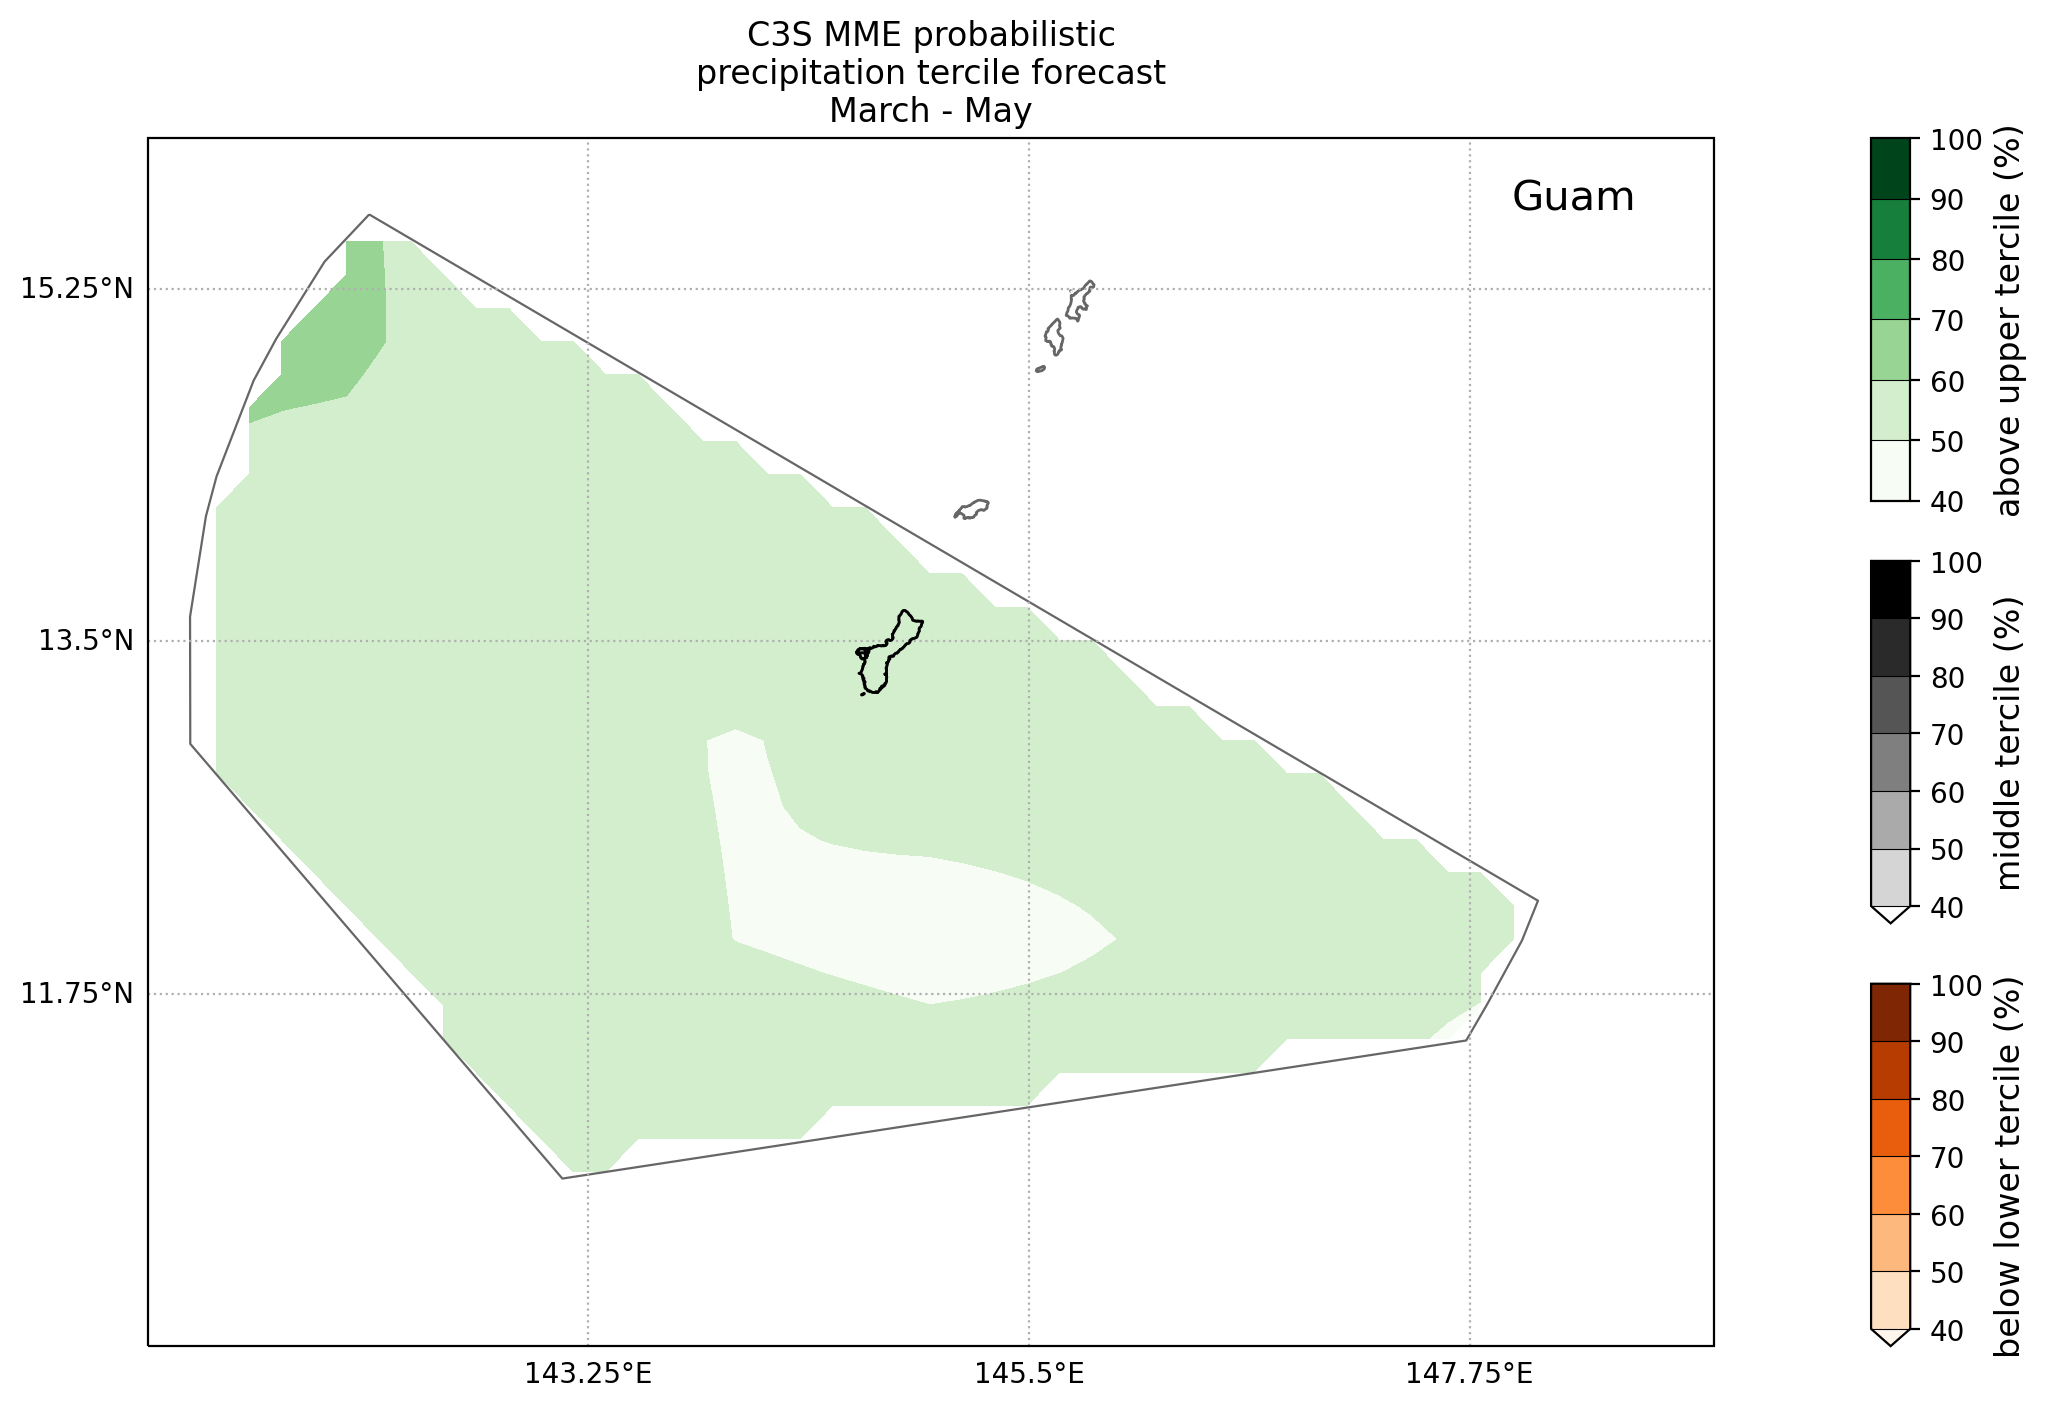 C3S MME probabilistic
precipitation tercile forecast
March - May
Guam
15.25°N
13.5°N
11.75°N
143.25°E
145.5°E
147.75°E
100
90
80
70
60
50
40
above upper tercile (%)
100
90
80
70
60
50
40
middle tercile (%)
100
90
80
70
60
50
40
below lower tercile (%)